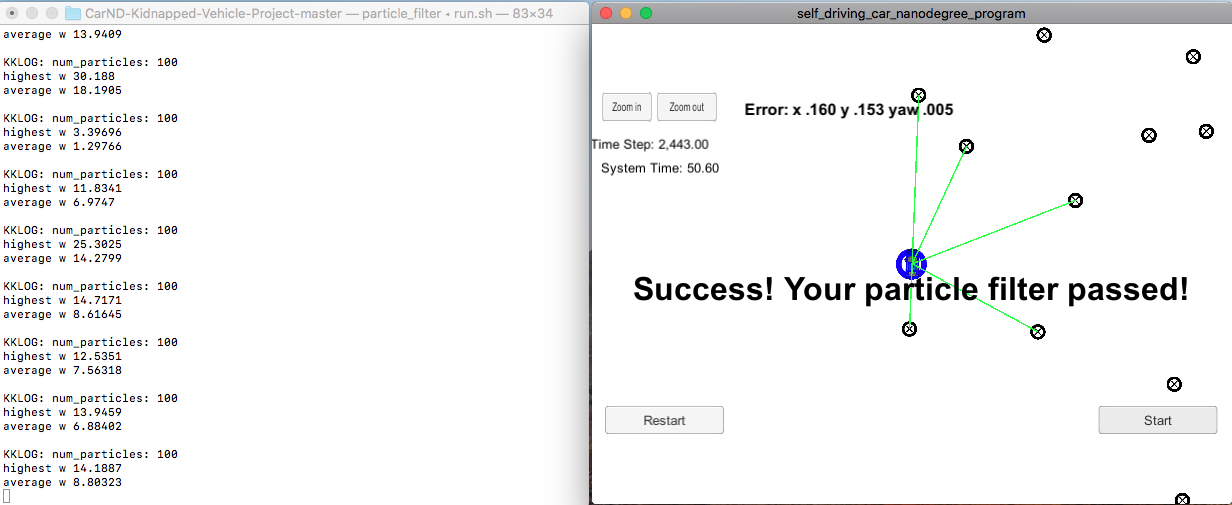 CarND-Kidnapped-Vehicle-Project-master — particle_filter • run.sh — 83×34
average w 13.9409
KKLOG: num_particles: 100
highest w 30.188
average w 18.1905
KKLOG: num_particles: 100
highest w 3.39696
average w 1.29766
KKLOG: num_particles: 100
highest w 11.8341
average w 6.9747
KKLOG: num_particles: 100
highest w 25.3025
average w 14.2799
KKLOG: num_particles: 100
highest w 14.7171
average w 8.61645
KKLOG: num_particles: 100
highest w 12.5351
average w 7.56318
KKLOG: num_particles: 100
highest w 13.9459
average w 6.88402
KKLOG: num_particles: 100
highest w 14.1887
average w 8.80323
self_driving_car_nanodegree_program
Zoom in
Zoom out
Error: x .160 y .153 yaw .005
Time Step: 2,443.00
System Time: 50.60
Success! Your particle filter passed!
Restart
Start